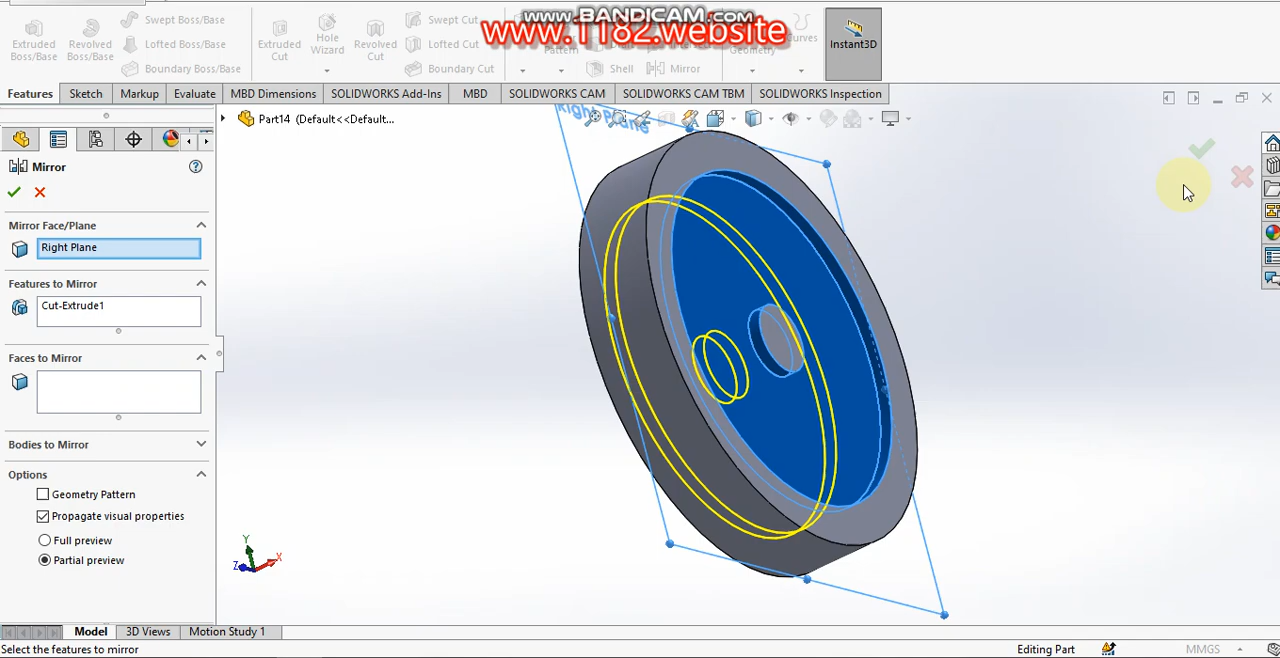 www.BANDICAM.com
www.1182.website
Extruded Boss/Base
Revolved Boss/Base
Swept Boss/Base
Lofted Boss/Base
Boundary Boss/Base
Extruded Cut
Hole Wizard
Revolved Cut
Swept Cut
Lofted Cut
Boundary Cut
Pattern
Shell
Mirror
Geometry
Instant3D
Features
Sketch
Markup
Evaluate
MBD Dimensions
SOLIDWORKS Add-Ins
MBD
SOLIDWORKS CAM
SOLIDWORKS CAM TBM
SOLIDWORKS Inspection
Part14 (Default<<Default...
Right Plane
Mirror
Mirror Face/Plane
Right Plane
Features to Mirror
Cut-Extrude1
Faces to Mirror
Bodies to Mirror
Options
Geometry Pattern
Propagate visual properties
Full preview
Partial preview
Y
X
Z
Model
3D Views
Motion Study 1
Select the features to mirror
Editing Part
MMGS